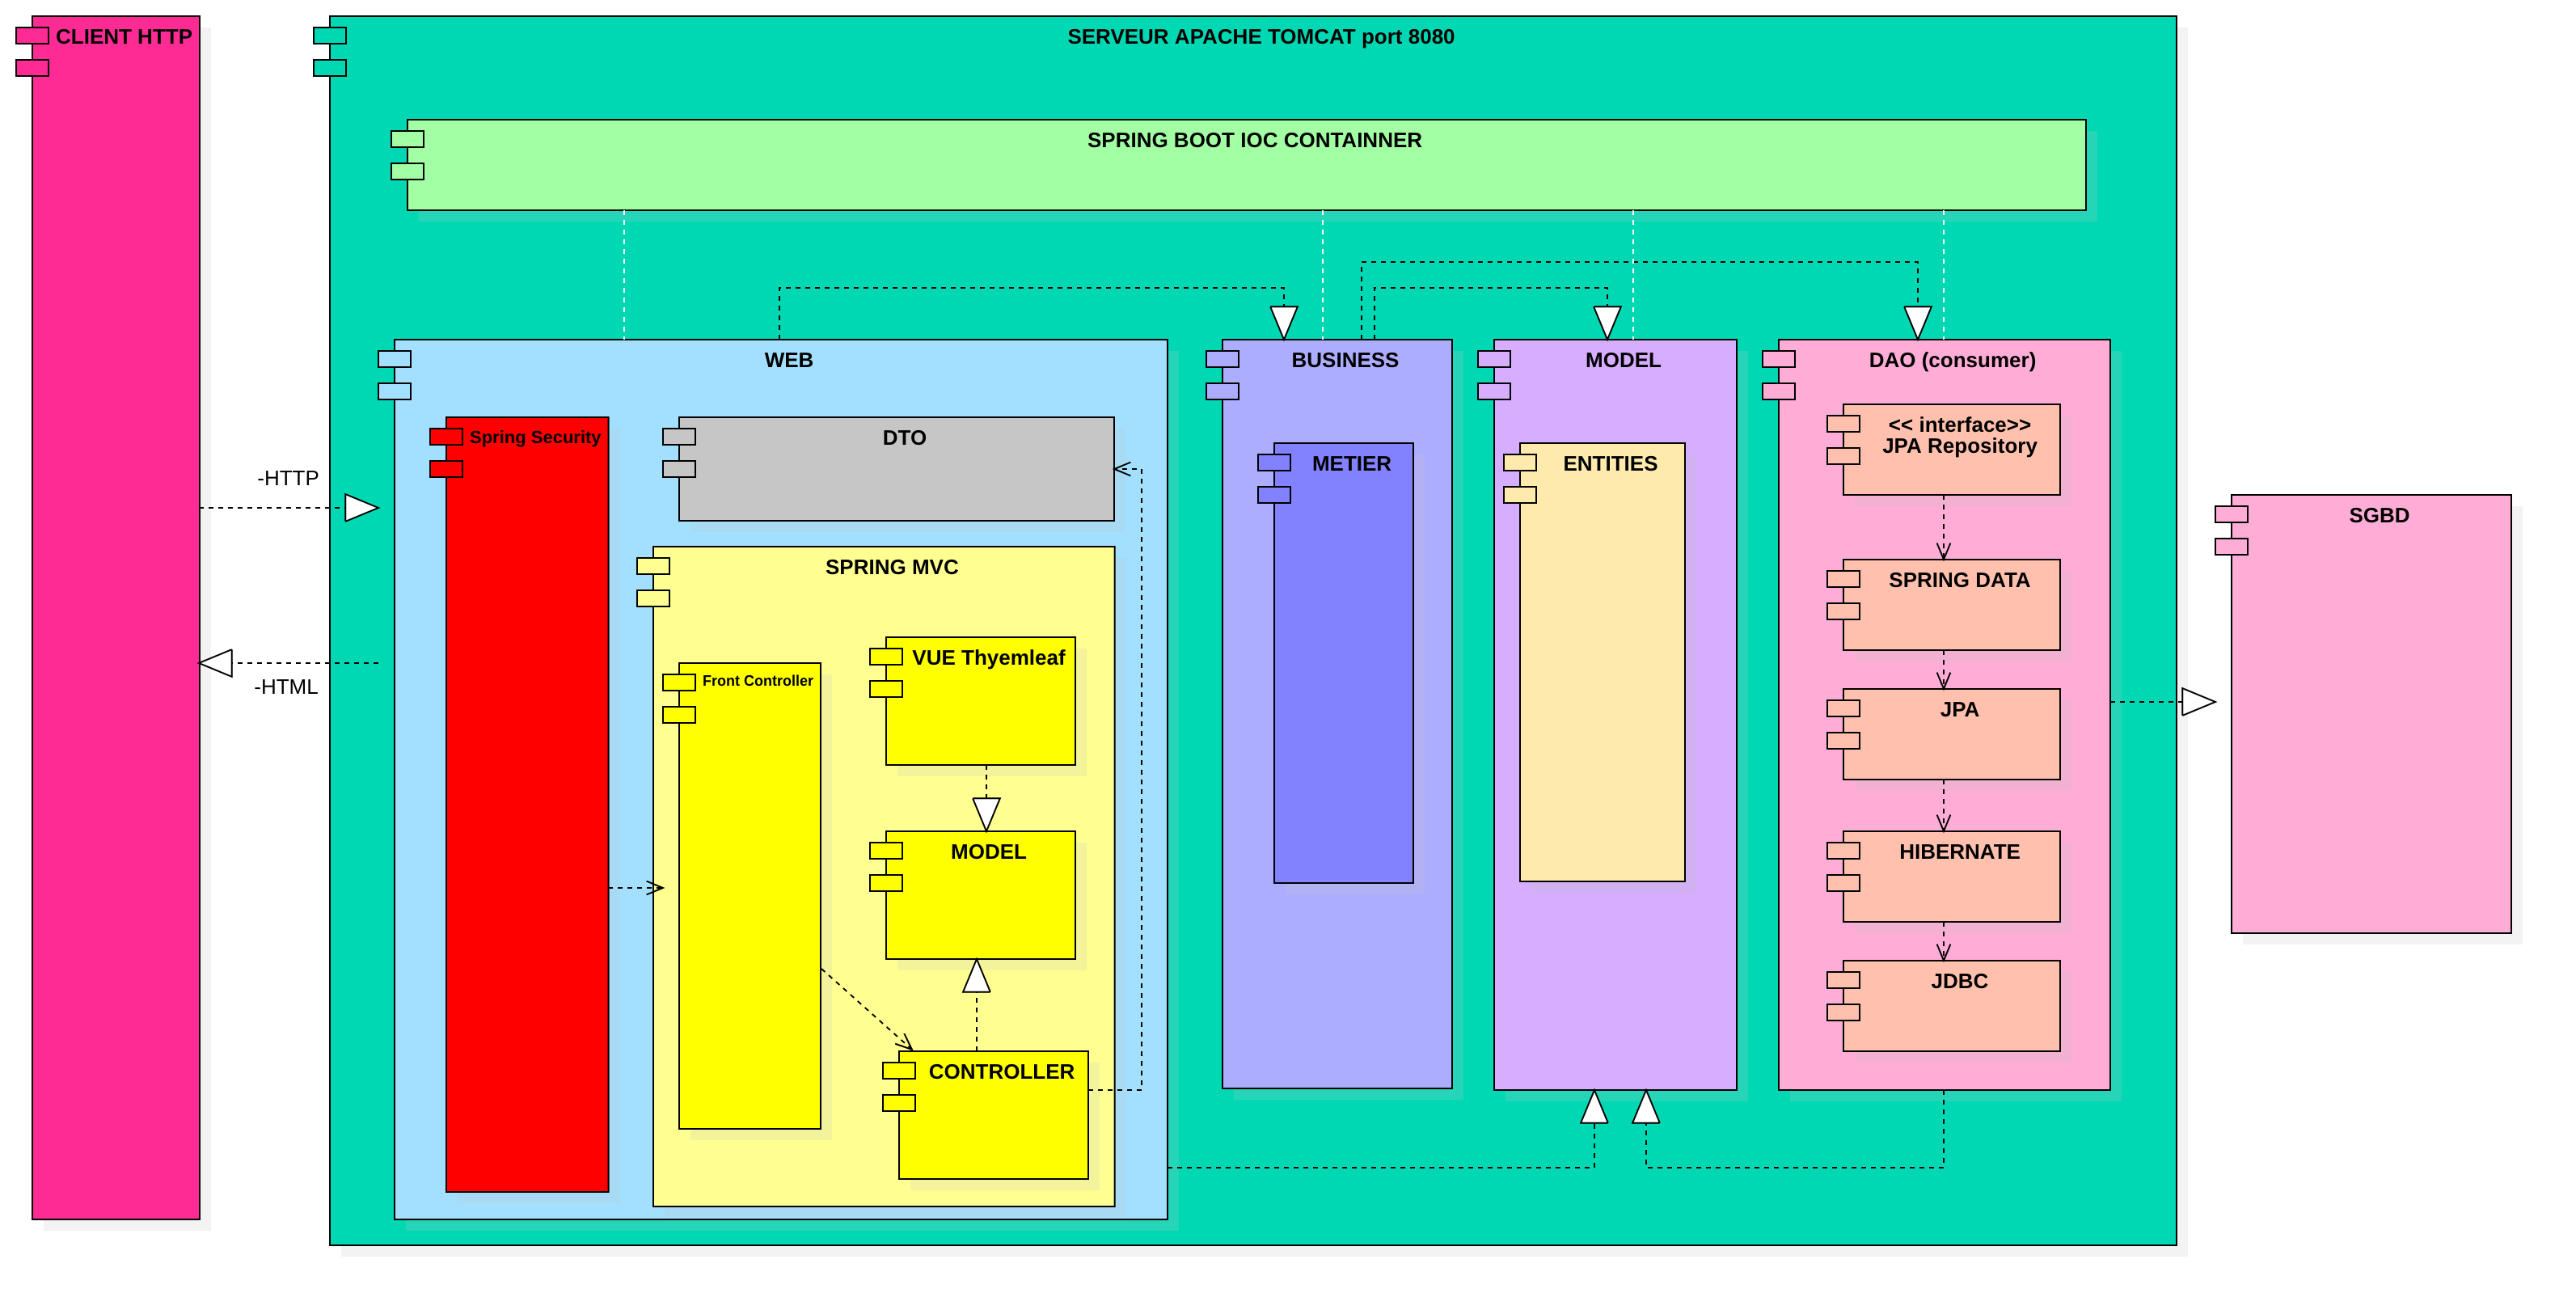 CLIENT HTTP
SERVEUR APACHE TOMCAT port 8080
SPRING BOOT IOC CONTAINNER
-HTTP
-HTML
WEB
Spring Security
DTO
SPRING MVC
Front Controller
VUE Thyemleaf
MODEL
CONTROLLER
BUSINESS
METIER
MODEL
ENTITIES
DAO (consumer)
<< interface>>
JPA Repository
SPRING DATA
JPA
HIBERNATE
JDBC
SGBD